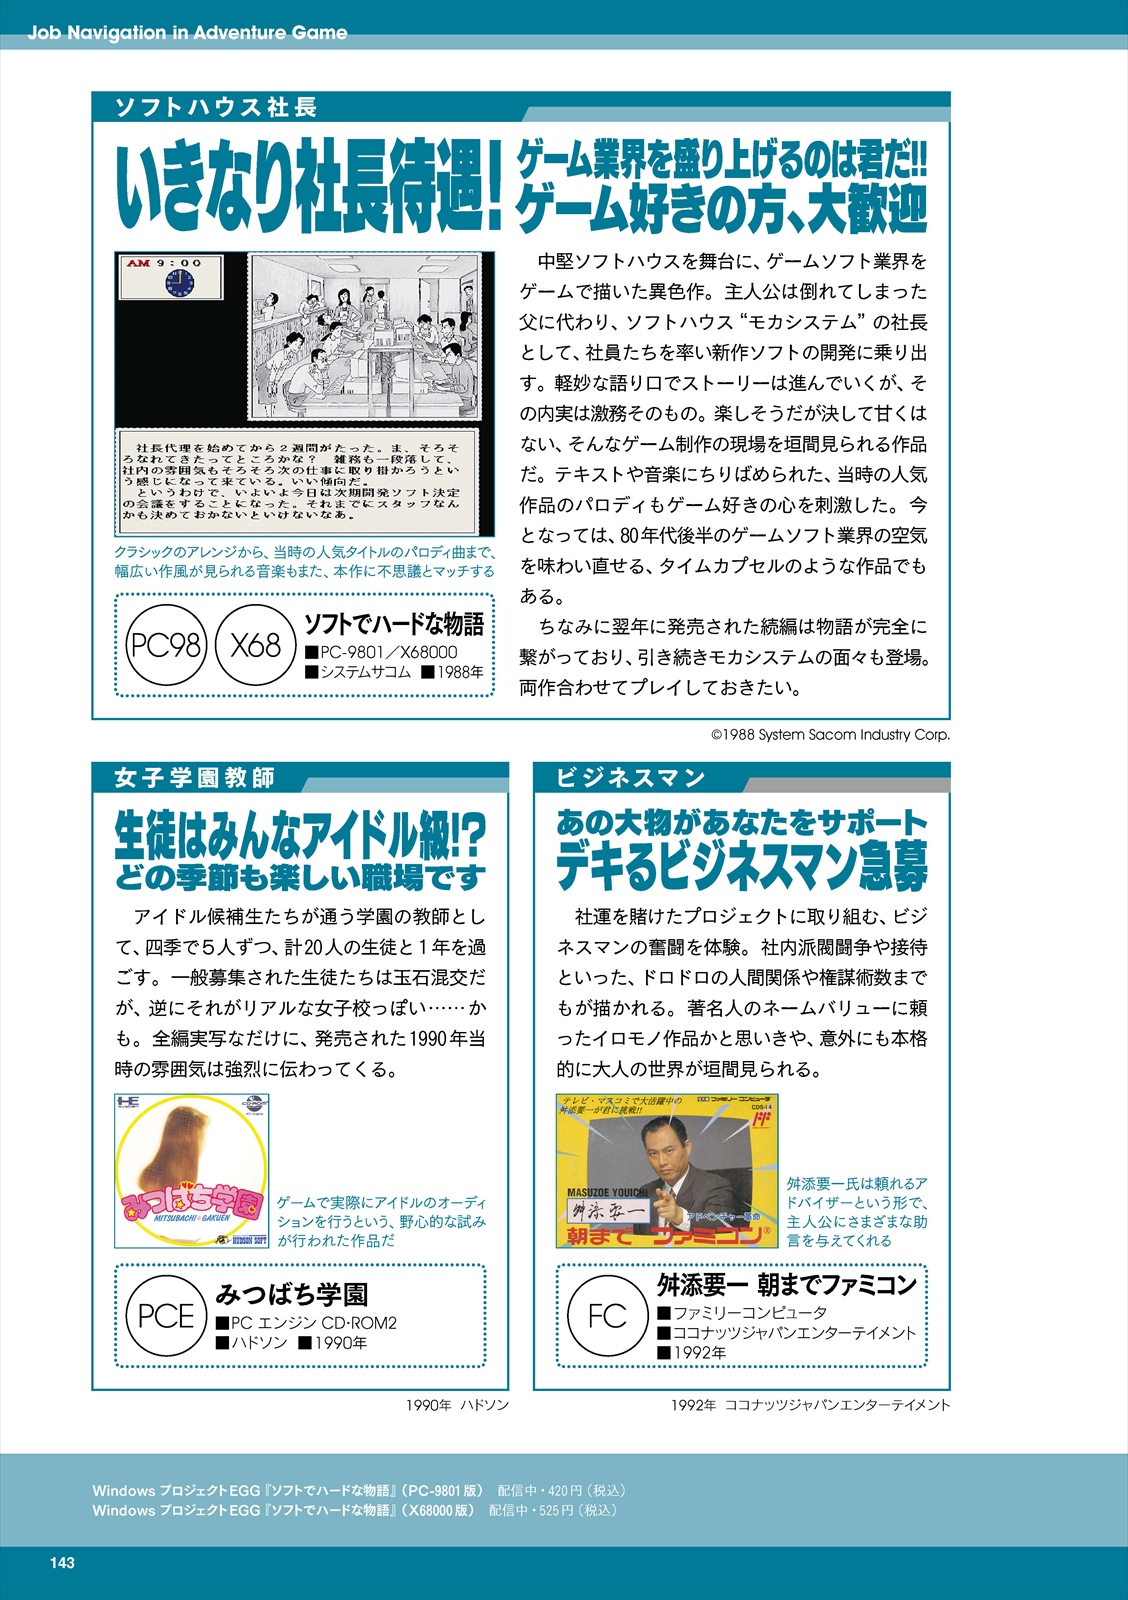 Job Navigation in Adventure Game
ソフトハウス社長
いきなり社長待遇!
ゲーム業界を盛り上げるのは君だ!!
ゲーム好きの方、大歓迎
AM 9:00
社長代理を始めてから2週間がたった。ま、そろそ
ろなれてきたってところかな? 雑務も一段落して、
社内の雰囲気もそろそろ次の仕事に取り掛かろうとい
う感じになって来ている。いい傾向だ。
というわけで、いよいよ今日は次期開発ソフト決定
の会議をすることになった。それまでにスタッフなん
かも決めておかないといけないなあ。
クラシックのアレンジから、当時の人気タイトルのパロディ曲まで、
幅広い作風が見られる音楽もまた、本作に不思議とマッチする
PC98
X68
ソフトでハードな物語
■PC-9801/X68000
■システムサコム ■1988年
中堅ソフトハウスを舞台に、ゲームソフト業界を
ゲームで描いた異色作。主人公は倒れてしまった
父に代わり、ソフトハウス“モカシステム”の社長
として、社員たちを率い新作ソフトの開発に乗り出
す。軽妙な語り口でストーリーは進んでいくが、そ
の内実は激務そのもの。楽しそうだが決して甘くは
ない、そんなゲーム制作の現場を垣間見られる作品
だ。テキストや音楽にちりばめられた、当時の人気
作品のパロディもゲーム好きの心を刺激した。今
となっては、80年代後半のゲームソフト業界の空気
を味わい直せる、タイムカプセルのような作品でも
ある。
ちなみに翌年に発売された続編は物語が完全に
繋がっており、引き続きモカシステムの面々も登場。
両作合わせてプレイしておきたい。
©1988 System Sacom Industry Corp.
女子学園教師
生徒はみんなアイドル級!?
どの季節も楽しい職場です
アイドル候補生たちが通う学園の教師とし
て、四季で5人ずつ、計20人の生徒と1年を過
ごす。一般募集された生徒たちは玉石混交だ
が、逆にそれがリアルな女子校っぽい……か
も。全編実写なだけに、発売された1990年当
時の雰囲気は強烈に伝わってくる。
HE
CD-ROM
みつばち学園
MITSUBACHI GAKUEN
HUDSON SOFT
ゲームで実際にアイドルのオーディ
ションを行うという、野心的な試み
が行われた作品だ
PCE
みつばち学園
■PC エンジン CD・ROM2
■ハドソン ■1990年
1990年 ハドソン
ビジネスマン
あの大物があなたをサポート
デキるビジネスマン急募
社運を賭けたプロジェクトに取り組む、ビジ
ネスマンの奮闘を体験。社内派閥闘争や接待
といった、ドロドロの人間関係や権謀術数まで
もが描かれる。著名人のネームバリューに頼
ったイロモノ作品かと思いきや、意外にも本格
的に大人の世界が垣間見られる。
テレビ・マスコミで大活躍中の
舛添要一が君に挑戦!!
ファミリーコンピュータ
CDS-I4
MASUZOE YOUICHI
舛添要一
アドベンチャー革命
朝までファミコン®
舛添要一氏は頼れるア
ドバイザーという形で、
主人公にさまざまな助
言を与えてくれる
FC
舛添要一 朝までファミコン
■ファミリーコンピュータ
■ココナッツジャパンエンターテイメント
■1992年
1992年 ココナッツジャパンエンターテイメント
Windows プロジェクトEGG『ソフトでハードな物語』(PC-9801版) 配信中・420円(税込)
Windows プロジェクトEGG『ソフトでハードな物語』(X68000版) 配信中・525円(税込)
143